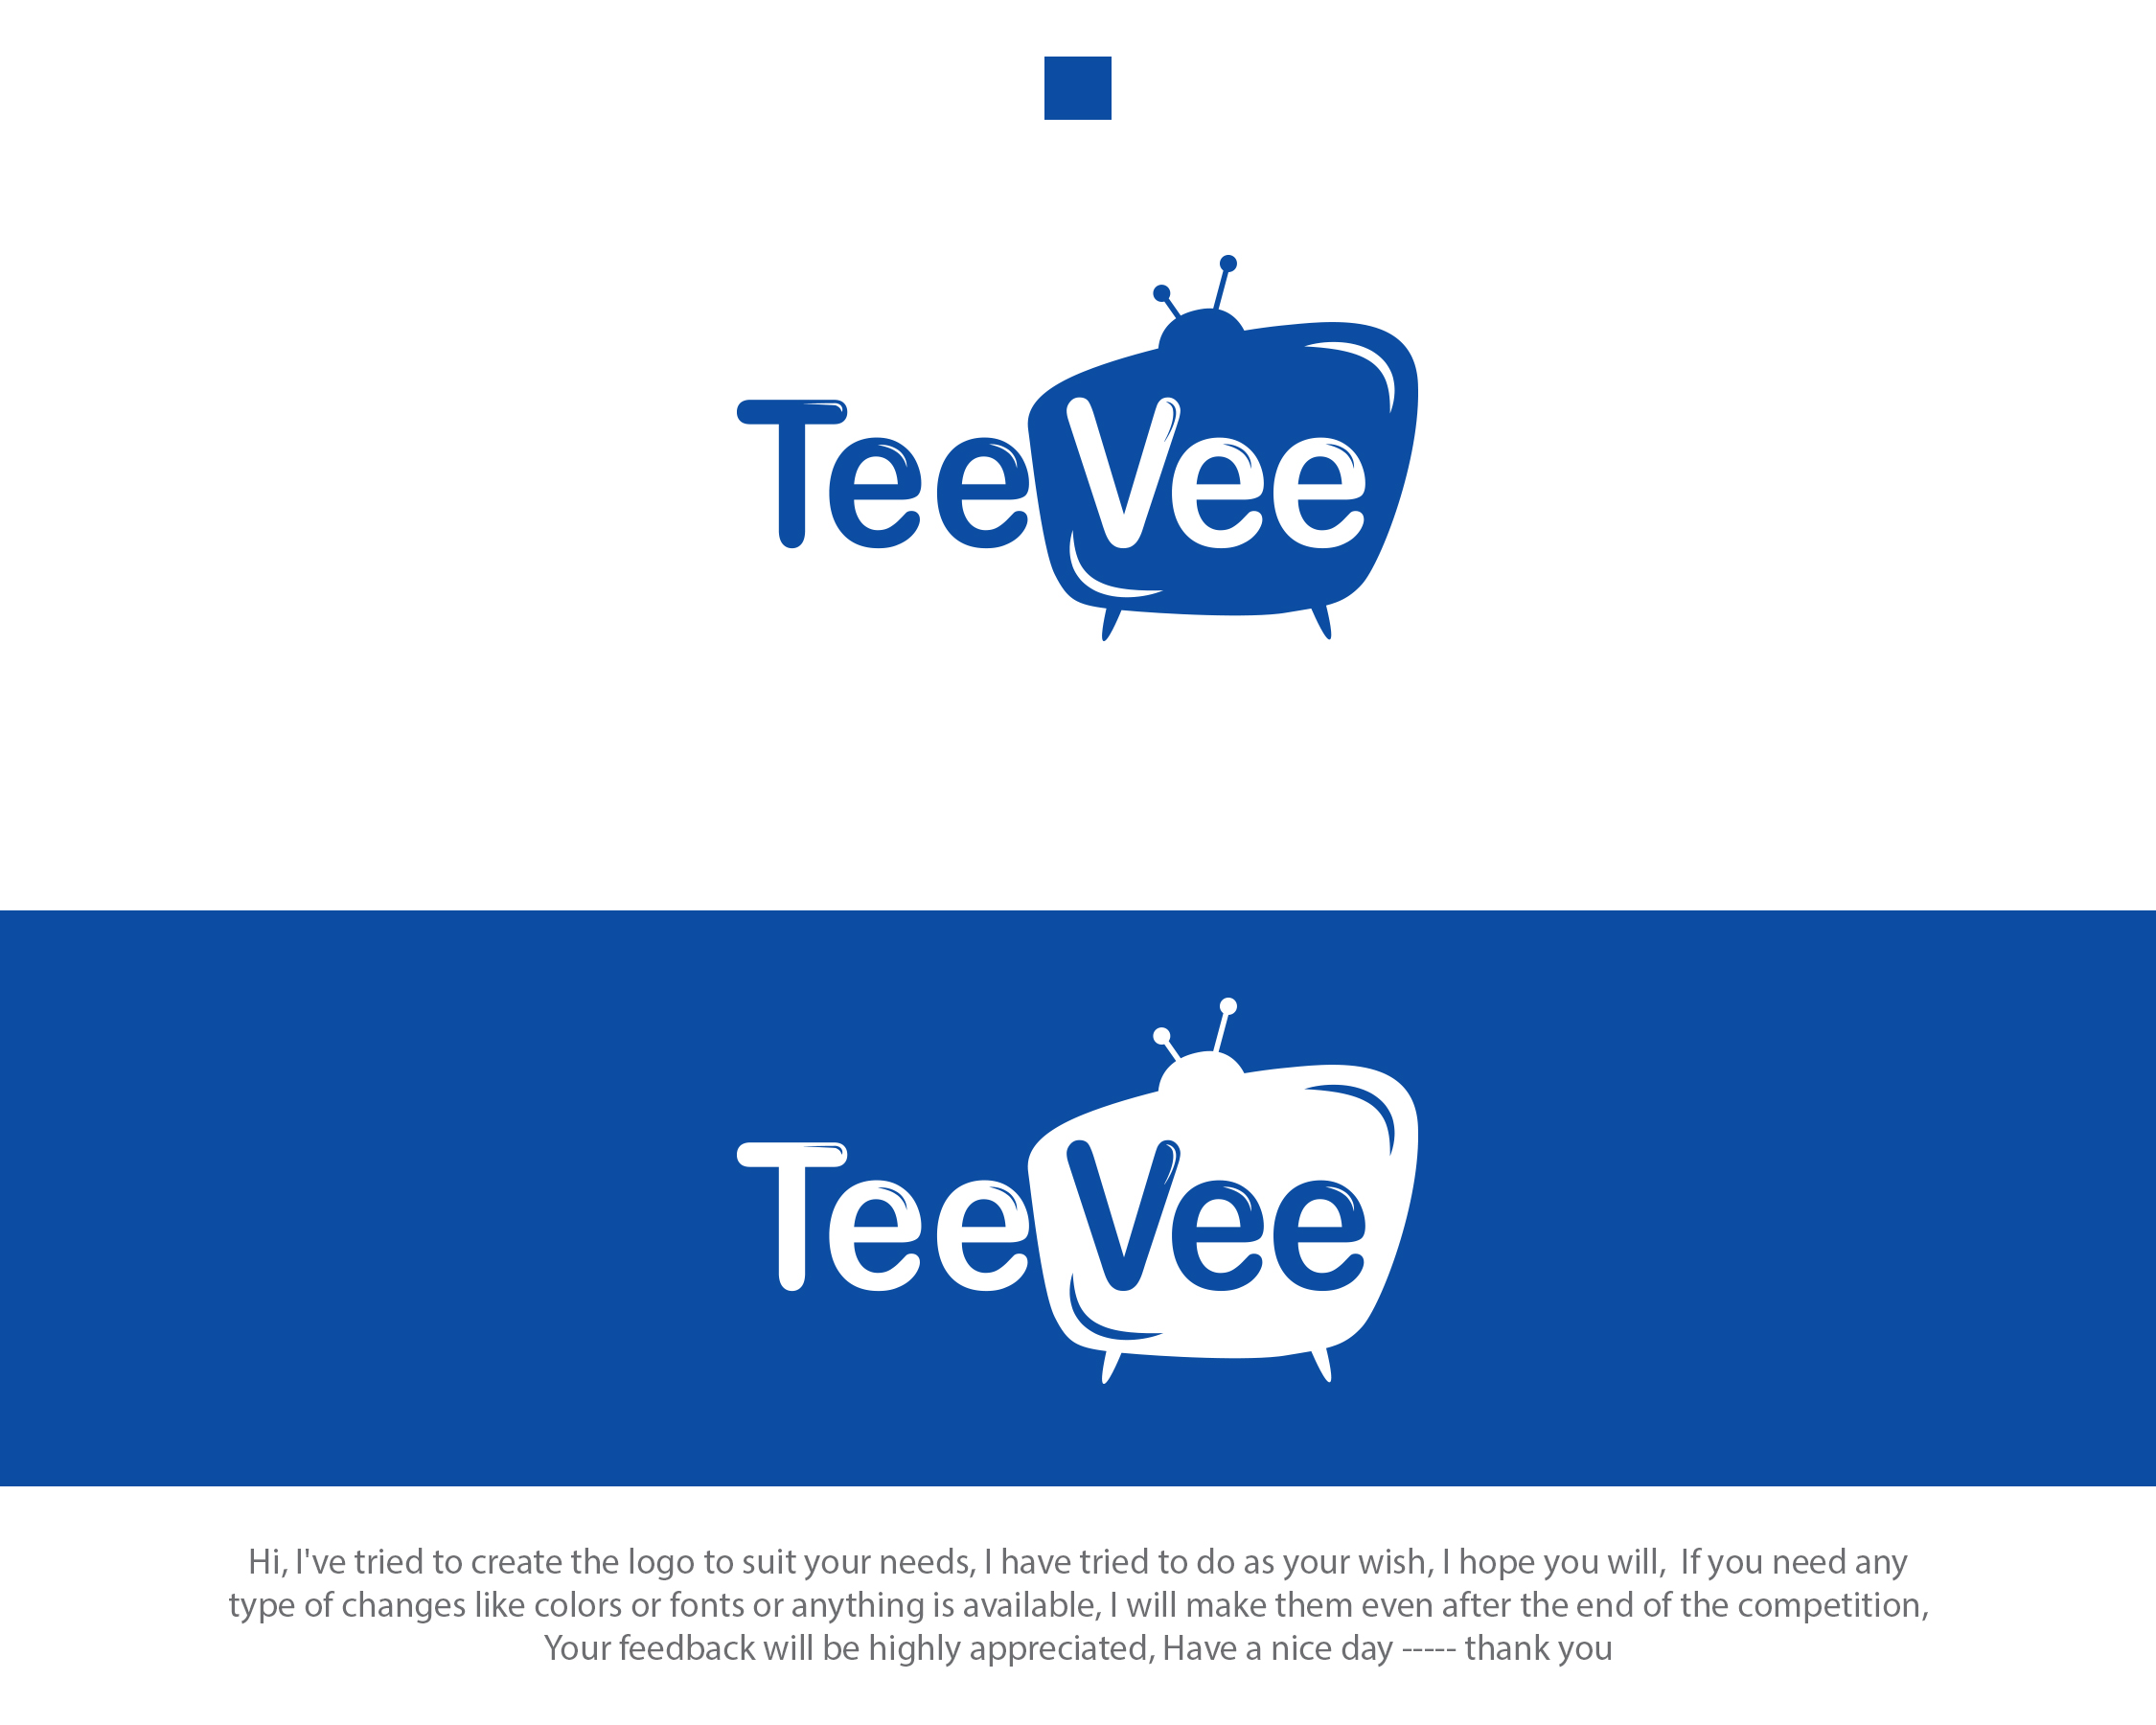 TeeVee
TeeVee
Hi, I've tried to create the logo to suit your needs, I have tried to do as your wish, I hope you will,  If you need any
type of changes like colors or fonts or anything is available, I will make them even after the end of the competition,
Your feedback will be highly appreciated, Have a nice day ----- thank you